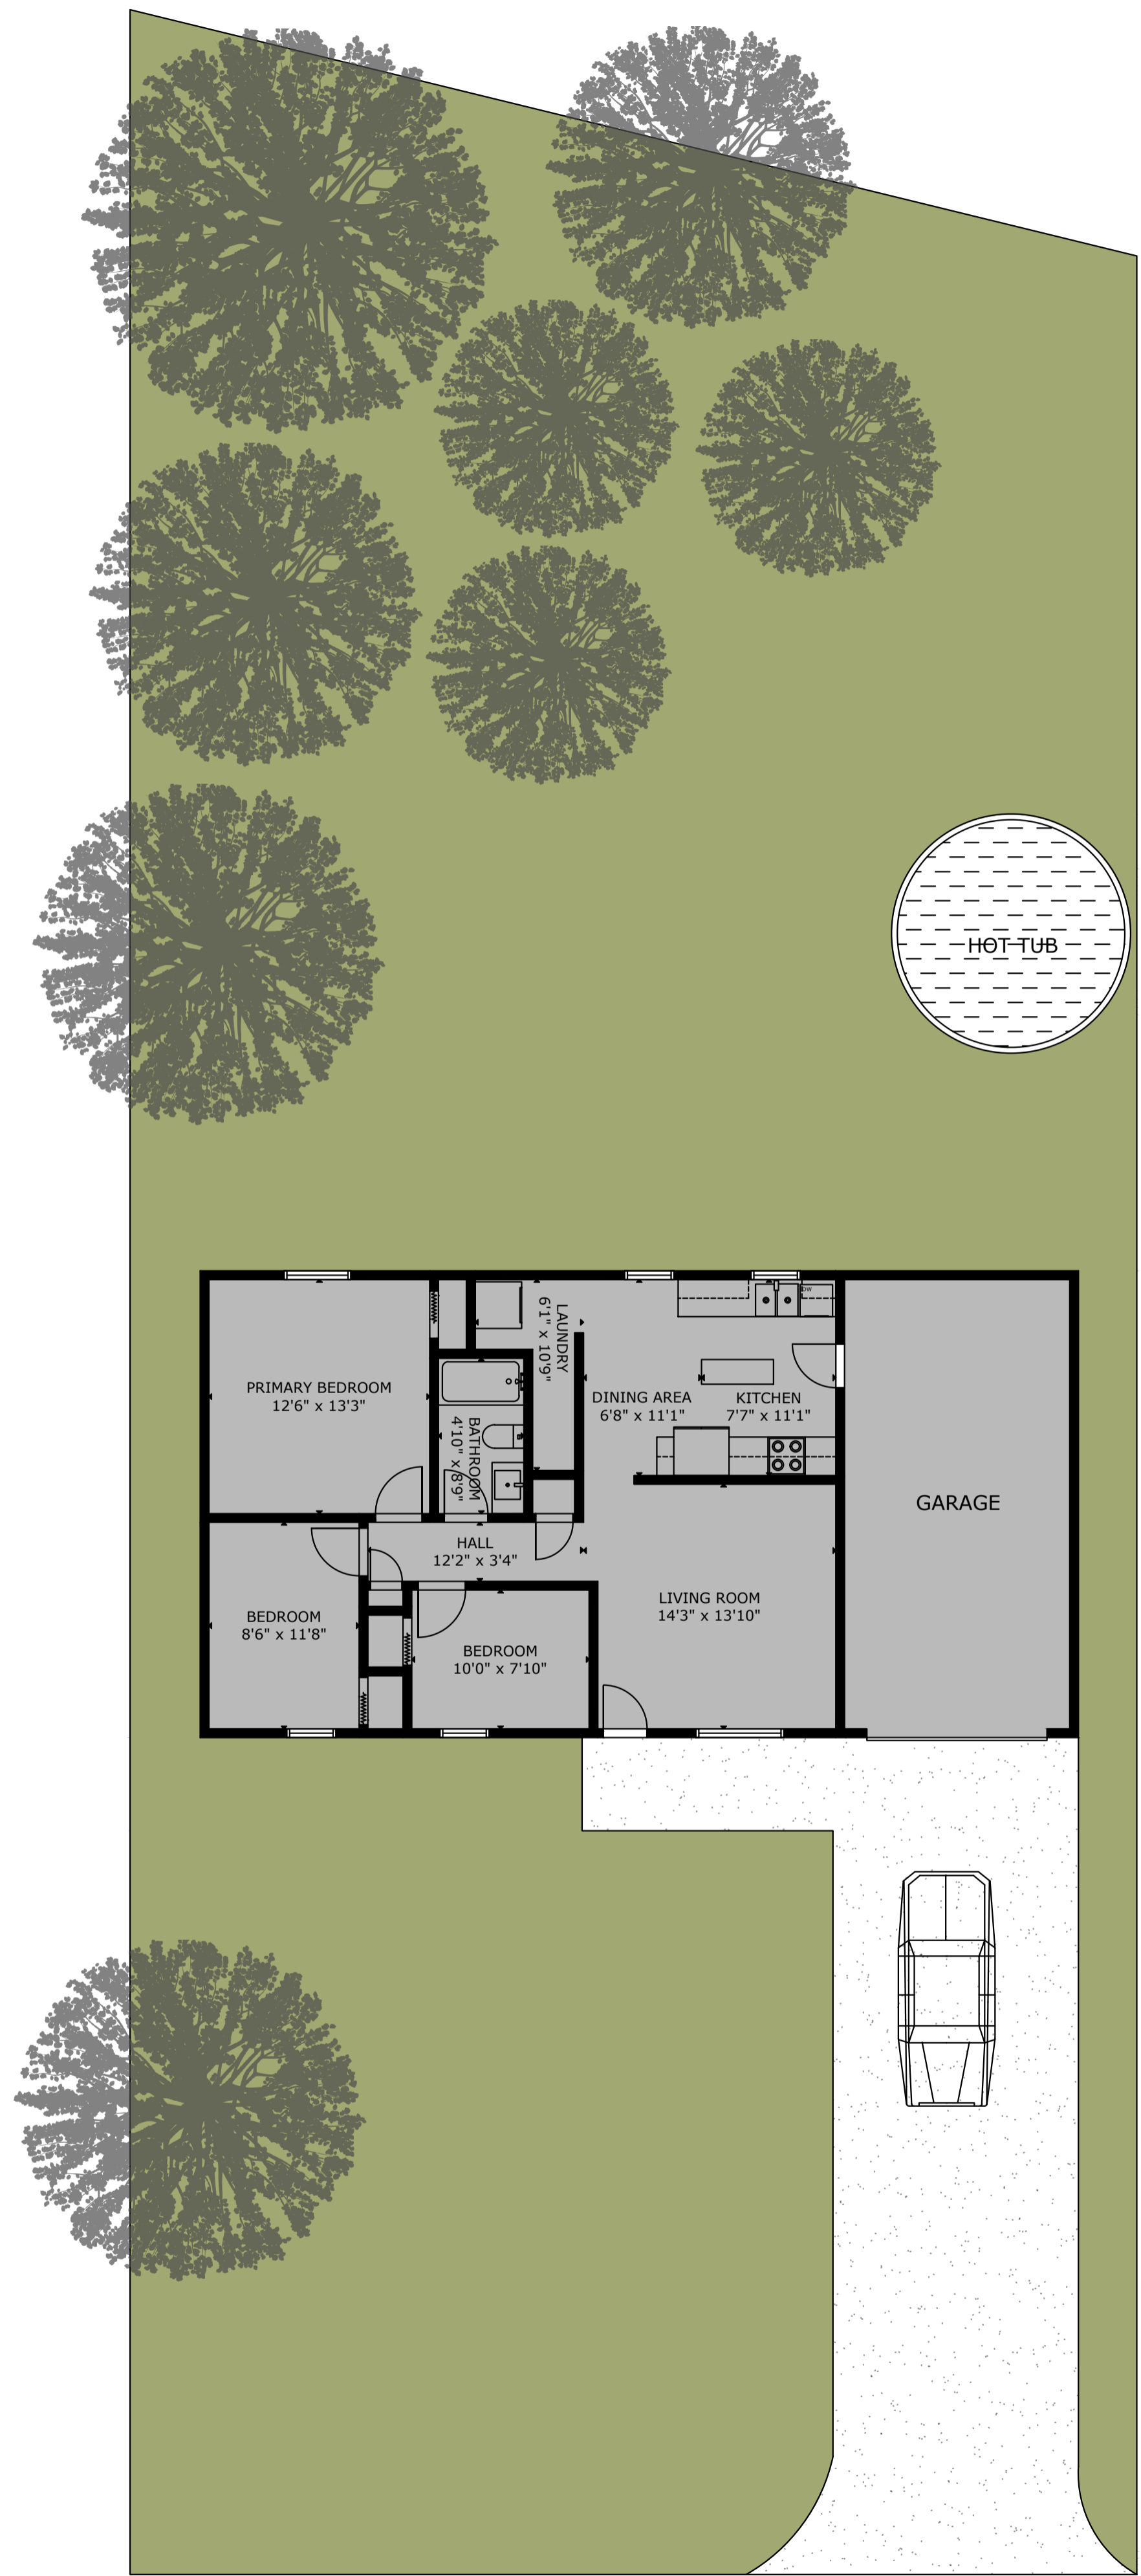 HOT TUB
PRIMARY BEDROOM
12'6" x 13'3"
LAUNDRY
6'1" x 10'9"
BATHROOM
4'10" x 8'9"
DINING AREA
6'8" x 11'1"
KITCHEN
7'7" x 11'1"
DW
GARAGE
HALL
12'2" x 3'4"
BEDROOM
8'6" x 11'8"
BEDROOM
10'0" x 7'10"
LIVING ROOM
14'3" x 13'10"